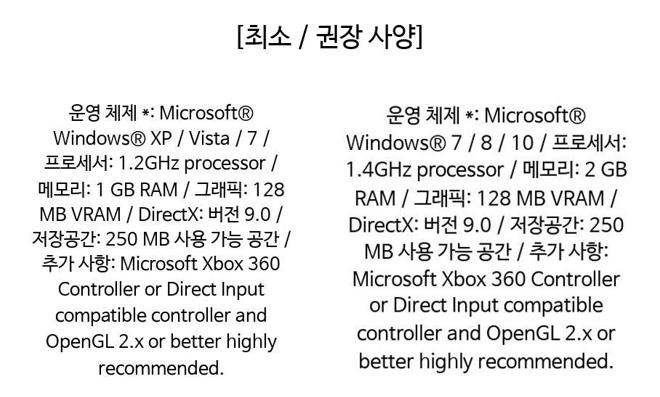 [최소 / 권장 사양]
운영 체제 *: Microsoft®
Windows® XP / Vista / 7 /
프로세서: 1.2GHz processor /
메모리: 1 GB RAM / 그래픽: 128
MB VRAM / DirectX: 버전 9.0 /
저장공간: 250 MB 사용 가능 공간 /
추가 사항: Microsoft Xbox 360
Controller or Direct Input
compatible controller and
OpenGL 2.x or better highly
recommended.
운영 체제 *: Microsoft®
Windows® 7 / 8 / 10 / 프로세서:
1.4GHz processor / 메모리: 2 GB
RAM / 그래픽: 128 MB VRAM /
DirectX: 버전 9.0 / 저장공간: 250
MB 사용 가능 공간 / 추가 사항:
Microsoft Xbox 360 Controller
or Direct Input compatible
controller and OpenGL 2.x or
better highly recommended.